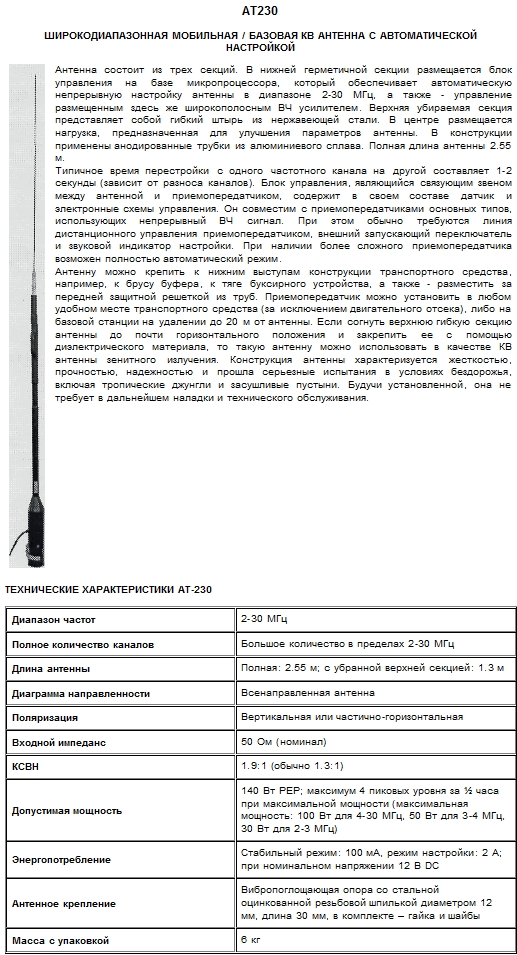 AT230
ШИРОКОДИАПАЗОННАЯ МОБИЛЬНАЯ / БАЗОВАЯ КВ АНТЕННА С АВТОМАТИЧЕСКОЙ
НАСТРОЙКОЙ
Антенна состоит из трех секций. В нижней герметичной секции размещается блок
управления на базе микропроцессора, который обеспечивает автоматическую
непрерывную настройку антенны в диапазоне 2-30 МГц, а также - управление
размещенным здесь же широкополосным ВЧ усилителем. Верхняя убираемая секция
представляет собой гибкий штырь из нержавеющей стали. В центре размещается
нагрузка, предназначенная для улучшения параметров антенны. В конструкции
применены анодированные трубки из алюминиевого сплава. Полная длина антенны 2.55
м.
Типичное время перестройки с одного частотного канала на другой составляет 1-2
секунды (зависит от разноса каналов). Блок управления, являющийся связующим звеном
между антенной и приемопередатчиком, содержит в своем составе датчик и
электронные схемы управления. Он совместим с приемопередатчиками основных типов,
использующих непрерывный ВЧ сигнал. При этом обычно требуются линия
дистанционного управления приемопередатчиком, внешний запускающий переключатель
и звуковой индикатор настройки. При наличии более сложного приемопередатчика
возможен полностью автоматический режим.
Антенну можно крепить к нижним выступам конструкции транспортного средства,
например, к брусу буфера, к тяге буксирного устройства, а также - разместить за
передней защитной решеткой из труб. Приемопередатчик можно установить в любом
удобном месте транспортного средства (за исключением двигательного отсека), либо на
базовой станции на удалении до 20 м от антенны. Если согнуть верхнюю гибкую секцию
антенны до почти горизонтального положения и закрепить ее с помощью
диэлектрического материала, то такую антенну можно использовать в качестве КВ
антенны зенитного излучения. Конструкция антенны характеризуется жесткостью,
прочностью, надежностью и прошла серьезные испытания в условиях бездорожья,
включая тропические джунгли и засушливые пустыни. Будучи установленной, она не
требует в дальнейшем наладки и технического обслуживания.
ТЕХНИЧЕСКИЕ ХАРАКТЕРИСТИКИ AT-230
Диапазон частот
2-30 МГц
Полное количество каналов
Большое количество в пределах 2-30 МГц
Длина антенны
Полная: 2.55 м; с убранной верхней секцией: 1.3 м
Диаграмма направленности
Всенаправленная антенна
Поляризация
Вертикальная или частично-горизонтальная
Входной импеданс
50 Ом (номинал)
КСВН
1.9:1 (обычно 1.3:1)
Допустимая мощность
140 Вт PEP; максимум 4 пиковых уровня за ½ часа
при максимальной мощности (максимальная
мощность: 100 Вт для 4-30 МГц, 50 Вт для 3-4 МГц,
30 Вт для 2-3 МГц)
Энергопотребление
Стабильный режим: 100 мА, режим настройки: 2 А;
при номинальном напряжении 12 В DC
Антенное крепление
Вибропоглощающая опора со стальной
оцинкованной резьбовой шпилькой диаметром 12
мм, длина 30 мм, в комплекте – гайка и шайбы
Масса с упаковкой
6 кг